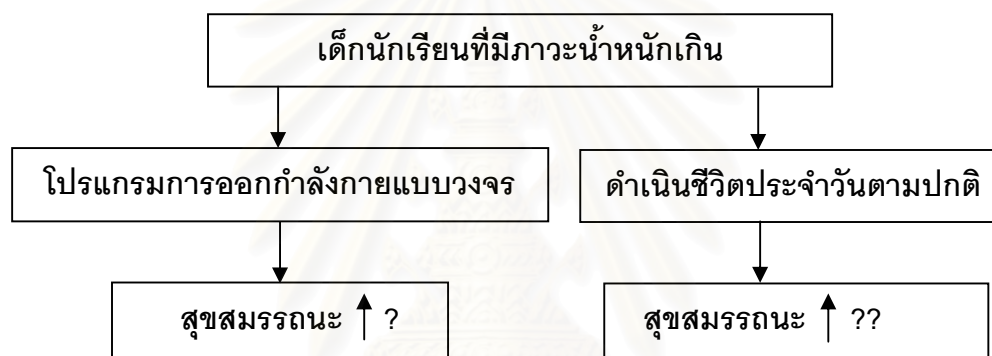 เด็กนักเรียนที่มีภาวะน้ำหนักเกิน
โปรแกรมการออกกำลังกายแบบวงจร
ดำเนินชีวิตประจำวันตามปกติ
สุขสมรรถนะ ↑ ?
สุขสมรรถนะ ↑ ??